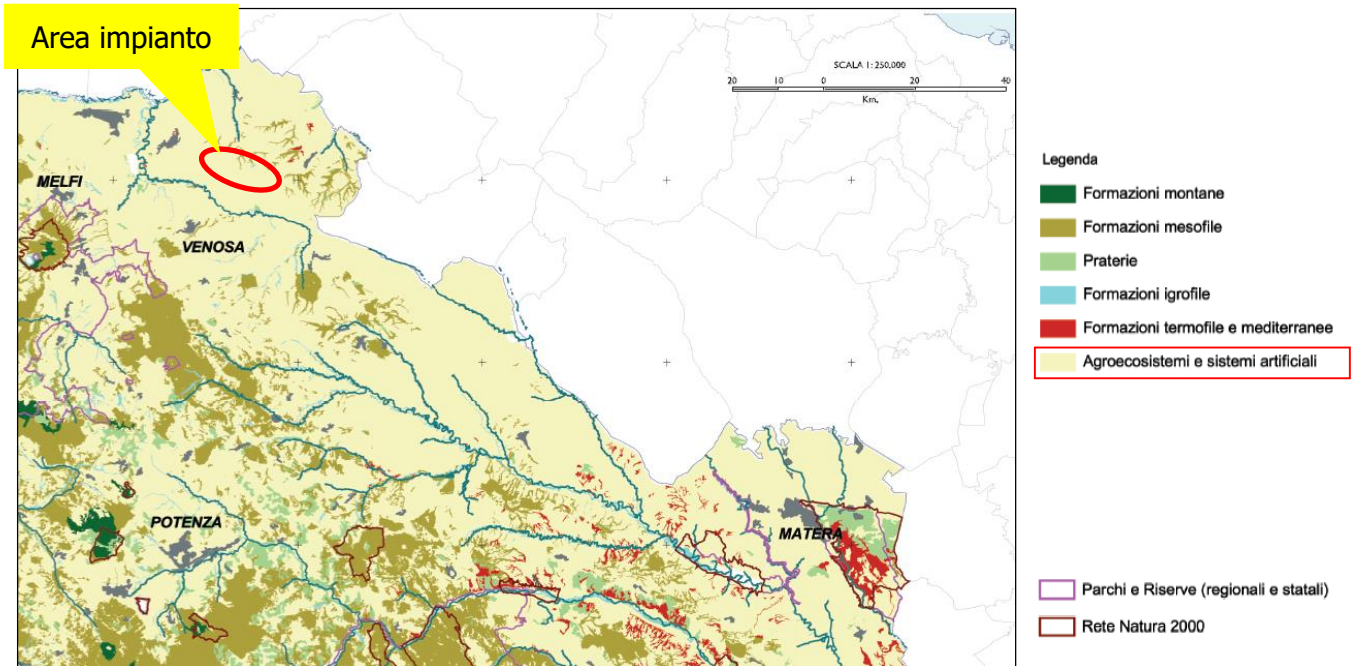 Area impianto
SCALA 1: 250,000
20 10 0 20 40
Km.
MELFI
VENOSA
POTENZA
MATERA
Legenda
Formazioni montane
Formazioni mesofile
Praterie
Formazioni igrofile
Formazioni termofile e mediterranee
Agroecosistemi e sistemi artificiali
Parchi e Riserve (regionali e statali)
Rete Natura 2000